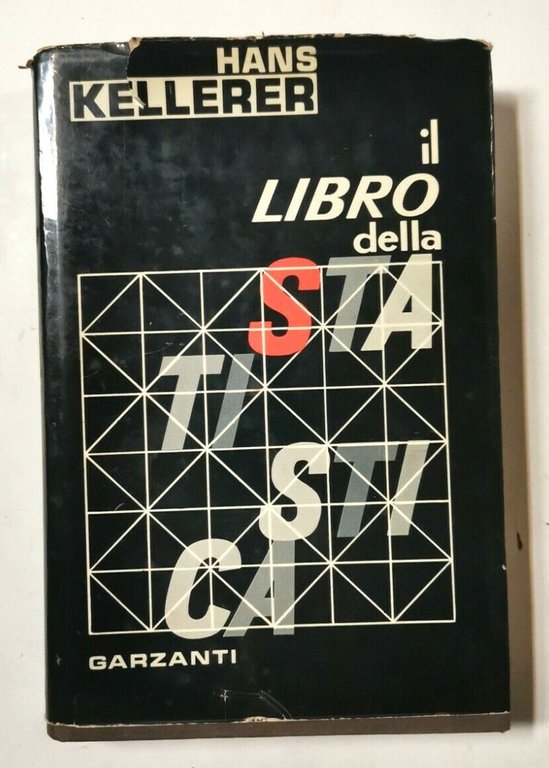 HANS
KELLERER
il
LIBRO
della
STA
TI
STI
CA
GARZANTI